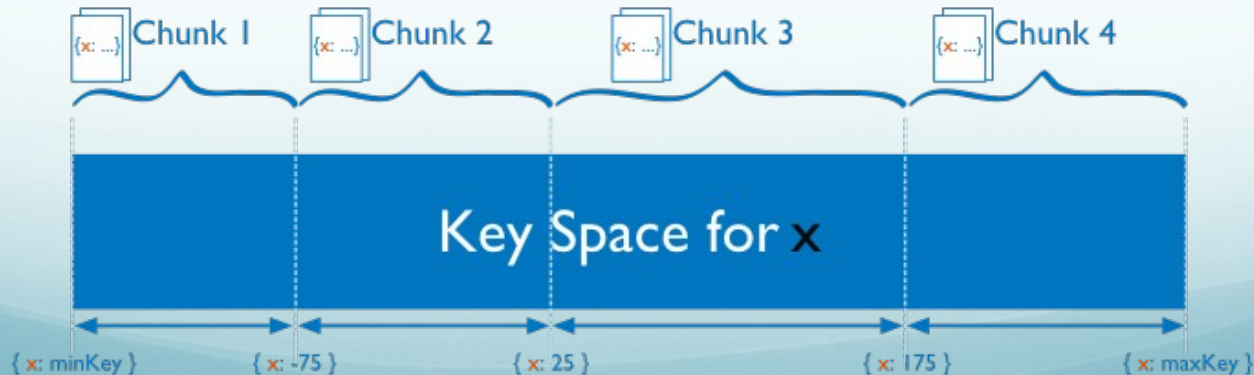 {x: ...} Chunk 1 {x: ...} Chunk 2 {x: ...} Chunk 3 {x: ...} Chunk 4
Key Space for x
{ x: minKey } { x: -75 } { x: 25 } { x: 175 } { x: maxKey }